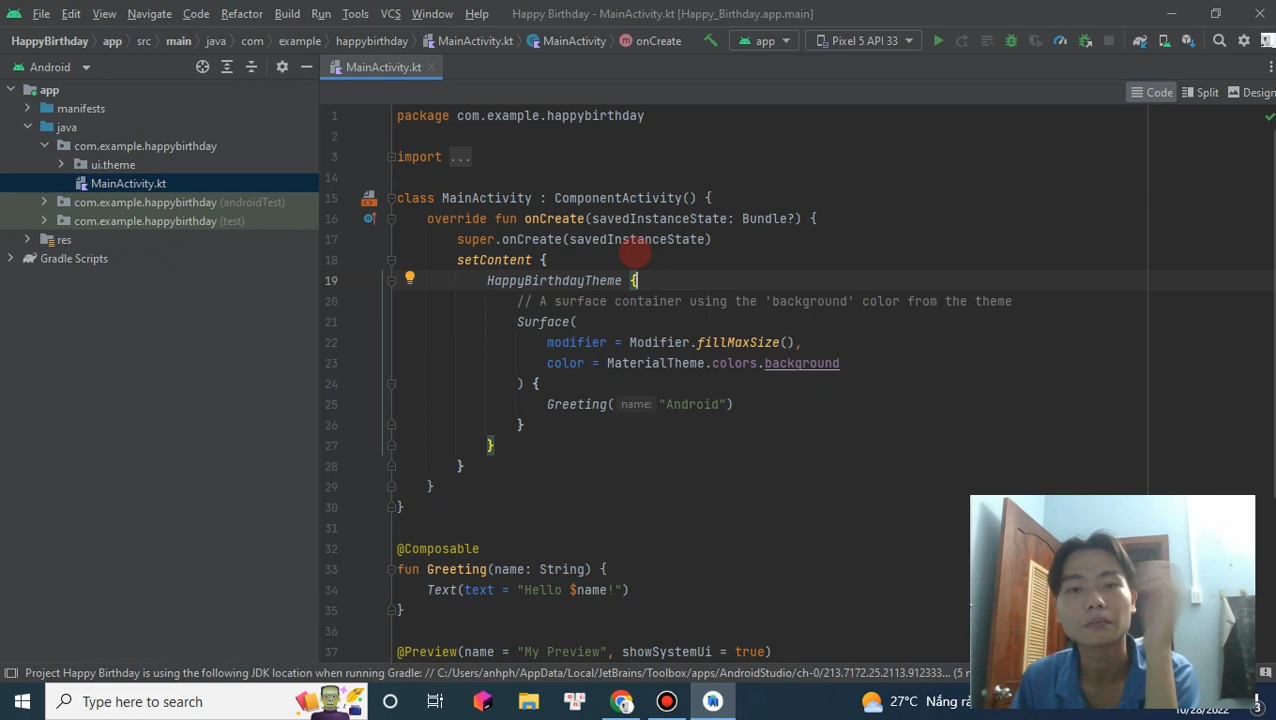 File Edit View Navigate Code Refactor Build Run Tools VCS Window Help Happy Birthday - MainActivity.kt [Happy_Birthday.app.main]
HappyBirthday app src main java com example happybirthday MainActivity.kt MainActivity onCreate app Pixel 5 API 33
Android MainActivity.kt
Code Split Design
app
manifests
java
com.example.happybirthday
ui.theme
MainActivity.kt
com.example.happybirthday (androidTest)
com.example.happybirthday (test)
res
Gradle Scripts
1 package com.example.happybirthday
2
3 import ...
14
15 class MainActivity : ComponentActivity() {
16 override fun onCreate(savedInstanceState: Bundle?) {
17 super.onCreate(savedInstanceState)
18 setContent {
19 HappyBirthdayTheme {
20 // A surface container using the 'background' color from the theme
21 Surface(
22 modifier = Modifier.fillMaxSize(),
23 color = MaterialTheme.colors.background
24 ) {
25 Greeting( name: "Android")
26 }
27 }
28 }
29 }
30 }
31
32 @Composable
33 fun Greeting(name: String) {
34 Text(text = "Hello $name!")
35 }
36
37 @Preview(name = "My Preview", showSystemUi = true)
Project Happy Birthday is using the following JDK location when running Gradle: // C:/Users/anhph/AppData/Local/JetBrains/Toolbox/apps/AndroidStudio/ch-0/213.7172.25.2113.912333... (5
Type here to search 27°C Nắng rả
10/28/2022 3